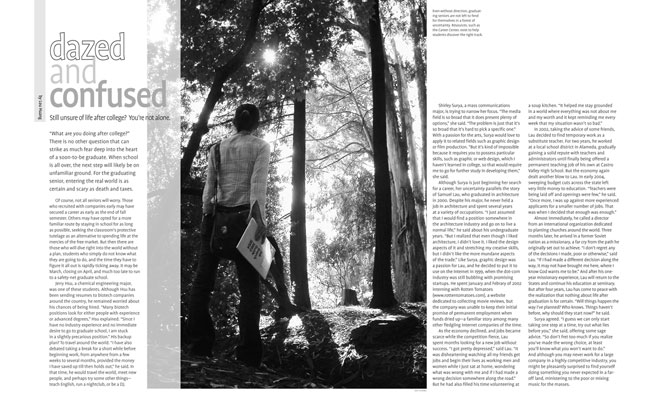 dazed
and
confused
Still unsure of life after college? You're not alone.
"What are you doing after college?"
There is no other question that can
strike as much fear deep into the heart
of a soon-to-be graduate. When school
is all over, the next step will likely be on
unfamiliar ground. For the graduating
senior, entering the real world is as
certain and scary as death and taxes.
Of course, not all seniors will worry. Those
who recruited with companies early may have
secured a career as early as the end of fall
semester. Others may have opted for a more
familiar route by staying in school for as long
as possible, seeking the classroom's protective
tutelage as an alternative to spending life at the
mercies of the free market. But then there are
those who will dive right into the world without
a plan, students who simply do not know what
they are going to do, and the time they have to
figure it all out is rapidly ticking away. It may be
March, closing on April, and much too late to run
to a safety-net graduate school.
Jerry Hsu, a chemical engineering major,
was one of these students. Although Hsu has
been sending resumes to biotech companies
around the country, he remained worried about
his chances of being hired. "Many biotech
positions look for either people with experience
or advanced degrees," Hsu explained. "Since I
have no industry experience and no immediate
desire to go to graduate school, I am stuck
in a slightly precarious position." His backup
plan? To travel around the world. "I have also
debated taking a break for a short while before
beginning work, from anywhere from a few
weeks to several months, provided the money
I have saved up till then holds out," he said. In
that time, he would travel the world, meet new
people, and perhaps try some other things—
teach English, run a nightclub, or be a DJ.
Even without direction, graduat-
ing seniors are not left to fend
for themselves in a forest of
uncertainty. Resources, such as
the Career Center, exist to help
students discover the right track.
Shirley Surya, a mass communications
major, is trying to narrow her focus. "The media
field is so broad that it does present plenty of
options," she said. "The problem is just that it's
so broad that it's hard to pick a specific one."
With a passion for the arts, Surya would love to
apply it to related fields such as graphic design
or film production. "But it's kind of impossible
because it requires you to possess particular
skills, such as graphic or web design, which I
haven't learned in college, so that would require
me to go for further study in developing them,"
she said.
Although Surya is just beginning her search
for a career, her uncertainty parallels the story
of Samuel Lau, who graduated in architecture
in 2000. Despite his major, he never held a
job in architecture and spent several years
at a variety of occupations. "I just assumed
that I would find a position somewhere in
the architecture industry and go on to live a
normal life," he said about his undergraduate
years. "But I realized that even though I liked
architecture, I didn't love it. I liked the design
aspects of it and stretching my creative skills,
but I didn't like the more mundane aspects
of the trade." Like Surya, graphic design was
a passion for Lau, and he decided to put it to
use on the Internet in 1999, when the dot-com
industry was still bubbling with promising
startups. He spent January and February of 2002
interning with Rotten Tomatoes
(www.rottentomatoes.com), a website
dedicated to collecting movie reviews, but
the company was unable to keep their initial
promise of permanent employment when
funds dried up—a familiar story among many
other fledgling Internet companies of the time.
As the economy declined, and jobs became
scarce while the competition fierce, Lau
spent months looking for a new job without
success. "I got pretty depressed," said Lau. "It
was disheartening watching all my friends get
jobs and begin their lives as working men and
women while I just sat at home, wondering
what was wrong with me and if I had made a
wrong decision somewhere along the road."
But he had also filled his time volunteering at
a soup kitchen. "It helped me stay grounded
in a world where everything was not about me
and my worth and it kept reminding me every
week that my situation wasn't so bad."
In 2002, taking the advice of some friends,
Lau decided to find temporary work as a
substitute teacher. For two years, he worked
at a local school district in Alameda, gradually
gaining a solid repute with teachers and
administrators until finally being offered a
permanent teaching job of his own at Castro
Valley High School. But the economy again
dealt another blow to Lau. In early 2004,
sweeping budget cuts across the state left
very little money to education. "Teachers were
being laid off and openings were few," he said.
"Once more, I was up against more experienced
applicants for a smaller number of jobs. That
was when I decided that enough was enough."
Almost immediately, he called a director
from an international organization dedicated
to planting churches around the world. Three
months later, he arrived in a former Soviet
nation as a missionary, a far cry from the path he
originally set out to achieve. "I don't regret any
of the decisions I made, poor or otherwise," said
Lau. "If I had made a different decision along the
way, it may not have brought me here, where I
know God wants me to be." And after his one-
year missionary experience, Lau will return to the
States and continue his education at seminary.
But after four years, Lau has come to peace with
the realization that nothing about life after
graduation is for certain. "Will things happen the
way I've planned? Who knows. Things haven't
before, why should they start now?" he said.
Surya agreed. "I guess we can only start
taking one step at a time, try out what lies
before you," she said, offering some sage
advice. "So don't feel too much if you realize
you've made the wrong choice, at least
you'll know what you won't want to do."
And although you may never work for a large
company in a highly competitive industry, you
might be pleasantly surprised to find yourself
doing something you never expected in a far-
off land, ministering to the poor or mixing
music for the masses.